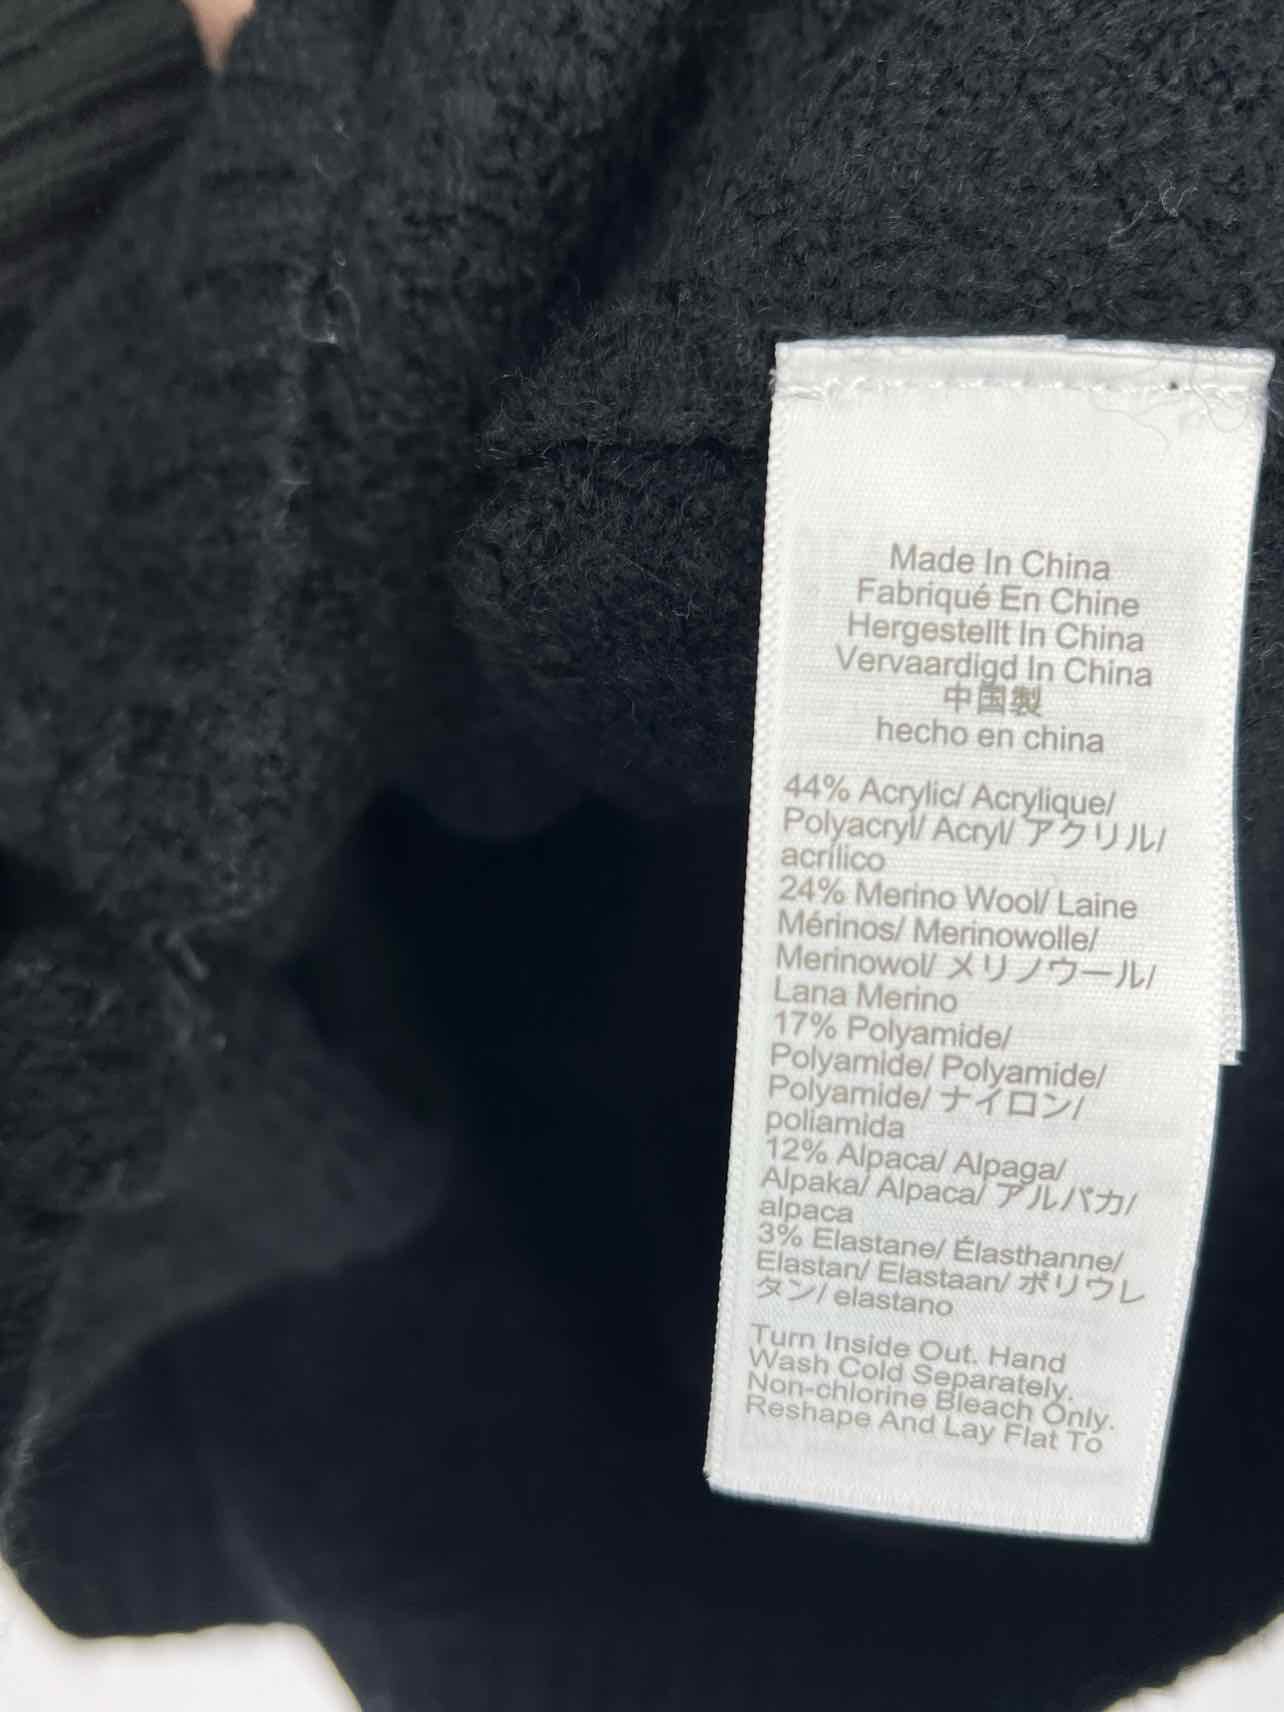 Made In China
Fabriqué En Chine
Hergestellt In China
Vervaardigd In China
中国製
hecho en china
44% Acrylic/ Acrylique/
Polyacryl/ Acryl/ アクリル/
acrílico
24% Merino Wool/ Laine
Mérinos/ Merinowolle/
Merinowol/ メリノウール/
Lana Merino
17% Polyamide/
Polyamide/ Polyamide/
Polyamide/ ナイロン/
poliamida
12% Alpaca/ Alpaga/
Alpaka/ Alpaca/ アルパカ/
alpaca
3% Elastane/ Élasthanne/
Elastan/ Elastaan/ ポリウレ
タン/ elastano
Turn Inside Out. Hand
Wash Cold Separately.
Non-chlorine Bleach Only.
Reshape And Lay Flat To